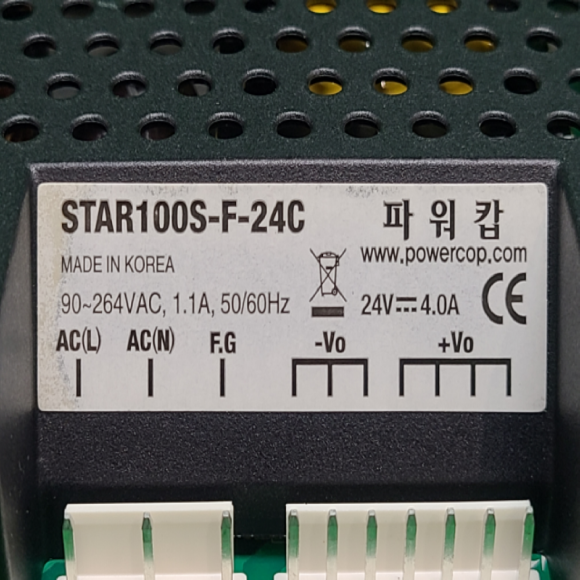 STAR100S-F-24C 파워캅
MADE IN KOREA www.powercop.com
90~264VAC, 1.1A, 50/60Hz 24V⎓4.0A CE
AC(L) AC(N) F.G -Vo +Vo